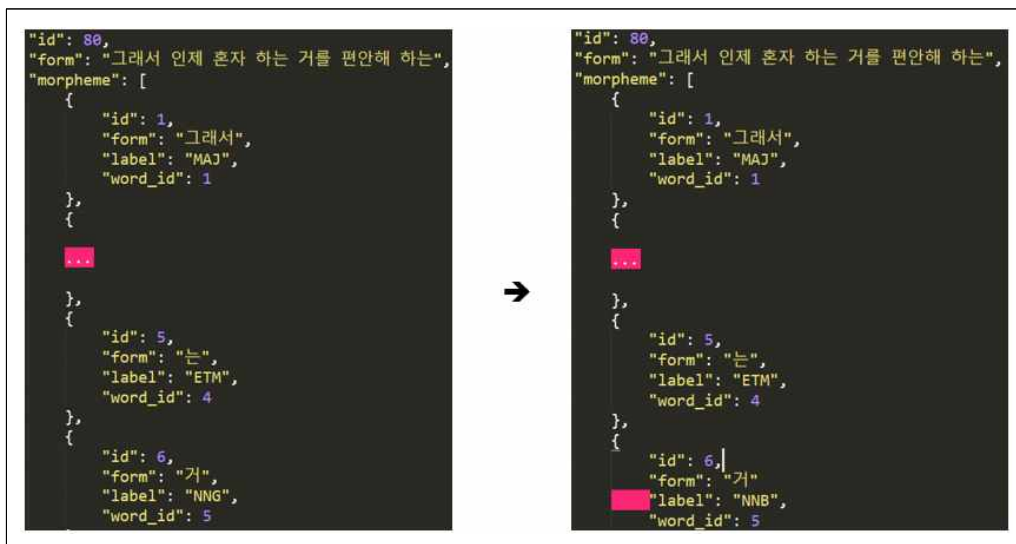 "id": 80,
"form": "그래서 인제 혼자 하는 거를 편안해 하는",
"morpheme": [
{
"id": 1,
"form": "그래서",
"label": "MAJ",
"word_id": 1
},
{
...
},
{
"id": 5,
"form": "는",
"label": "ETM",
"word_id": 4
},
{
"id": 6,
"form": "거",
"label": "NNG",
"word_id": 5
➔
"id": 80,
"form": "그래서 인제 혼자 하는 거를 편안해 하는",
"morpheme": [
{
"id": 1,
"form": "그래서",
"label": "MAJ",
"word_id": 1
},
{
...
},
{
"id": 5,
"form": "는",
"label": "ETM",
"word_id": 4
},
{
"id": 6,
"form": "거"
"label": "NNB",
"word_id": 5